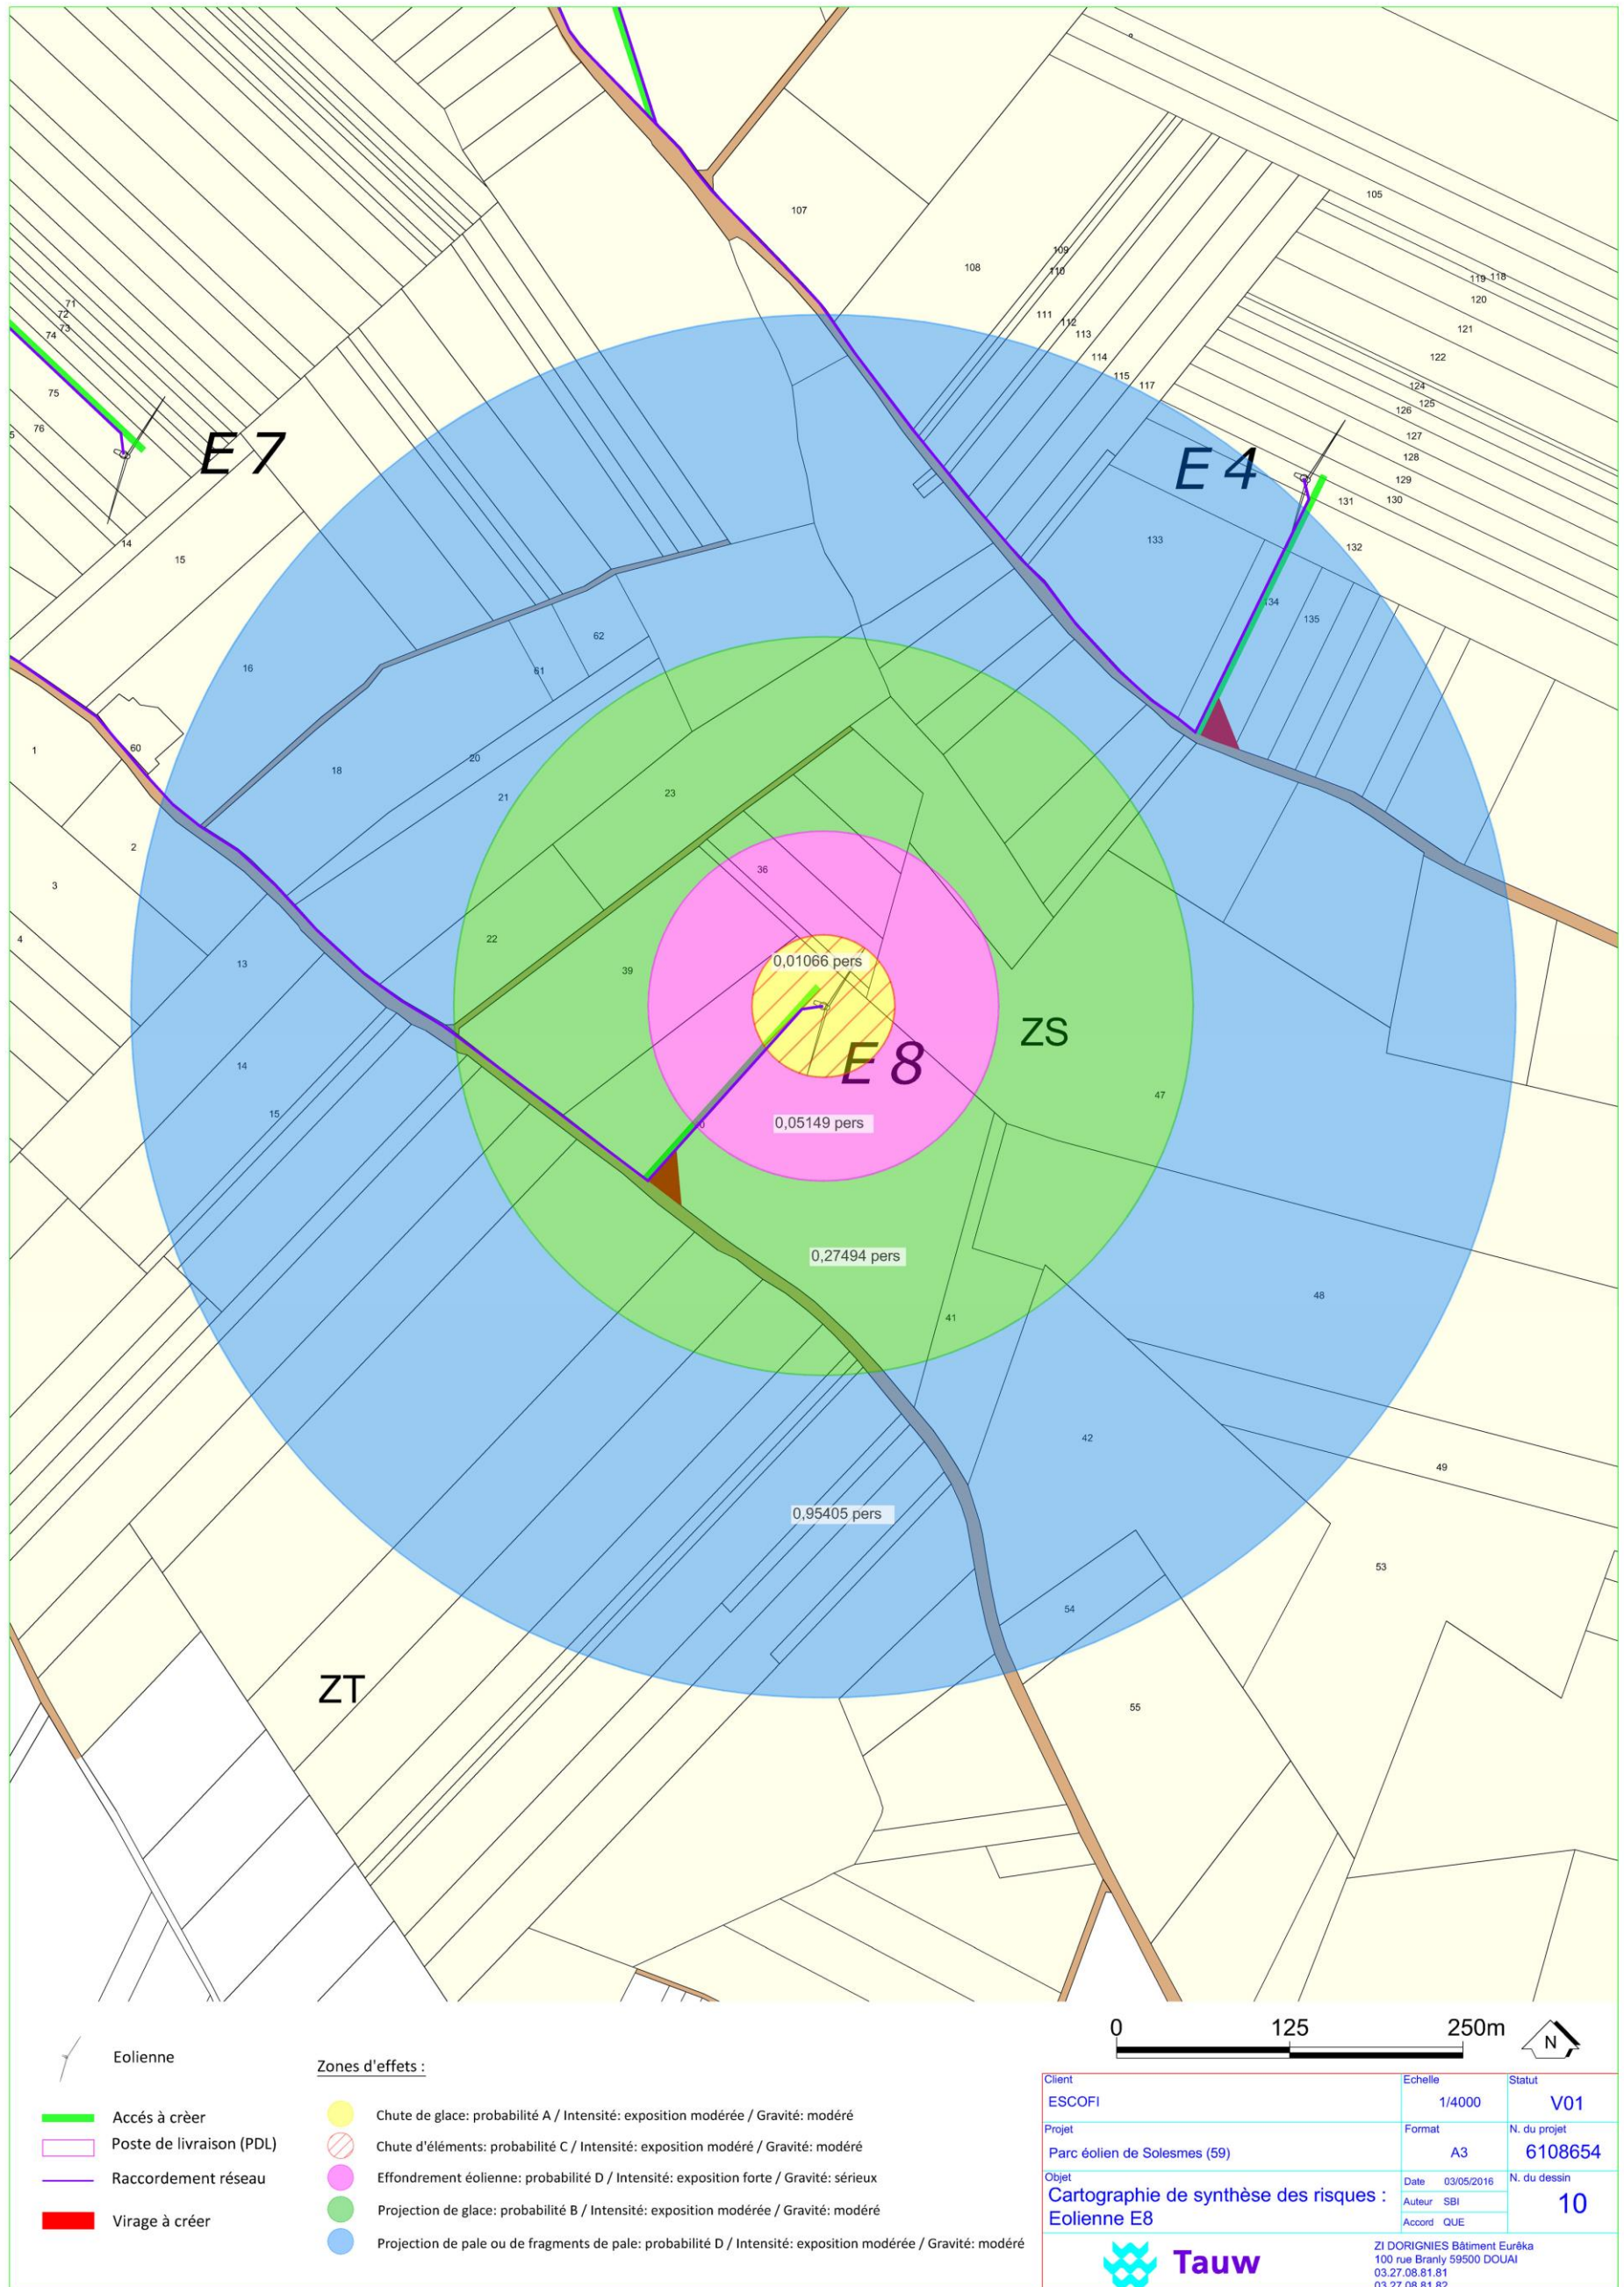 105
107
108
109
110
119 118
120
111
112
113
121
71
72
73
74
114
122
115
117
124
125
126
75
76
5
127
E 7
E 4
128
129
131
130
14
133
132
15
134
135
62
16
61
60
1
20
18
21
23
2
36
3
22
4
0,01066 pers
13
39
ZS
E 8
14
47
15
0,05149 pers
0,27494 pers
48
41
42
49
0,95405 pers
53
54
ZT
55
0 125 250m
N
Eolienne
Accés à crèer
Poste de livraison (PDL)
Raccordement réseau
Virage à créer
Zones d'effets :
Chute de glace: probabilité A / Intensité: exposition modérée / Gravité: modéré
Chute d'éléments: probabilité C / Intensité: exposition modéré / Gravité: modéré
Effondrement éolienne: probabilité D / Intensité: exposition forte / Gravité: sérieux
Projection de glace: probabilité B / Intensité: exposition modérée / Gravité: modéré
Projection de pale ou de fragments de pale: probabilité D / Intensité: exposition modérée / Gravité: modéré
Client
ESCOFI
Echelle
1/4000
Statut
V01
Projet
Parc éolien de Solesmes (59)
Format
A3
N. du projet
6108654
Objet
Cartographie de synthèse des risques :
Eolienne E8
Date 03/05/2016
Auteur SBI
Accord QUE
N. du dessin
10
Tauw
ZI DORIGNIES Bâtiment Eurêka
100 rue Branly 59500 DOUAI
03.27.08.81.81
03.27.08.81.82